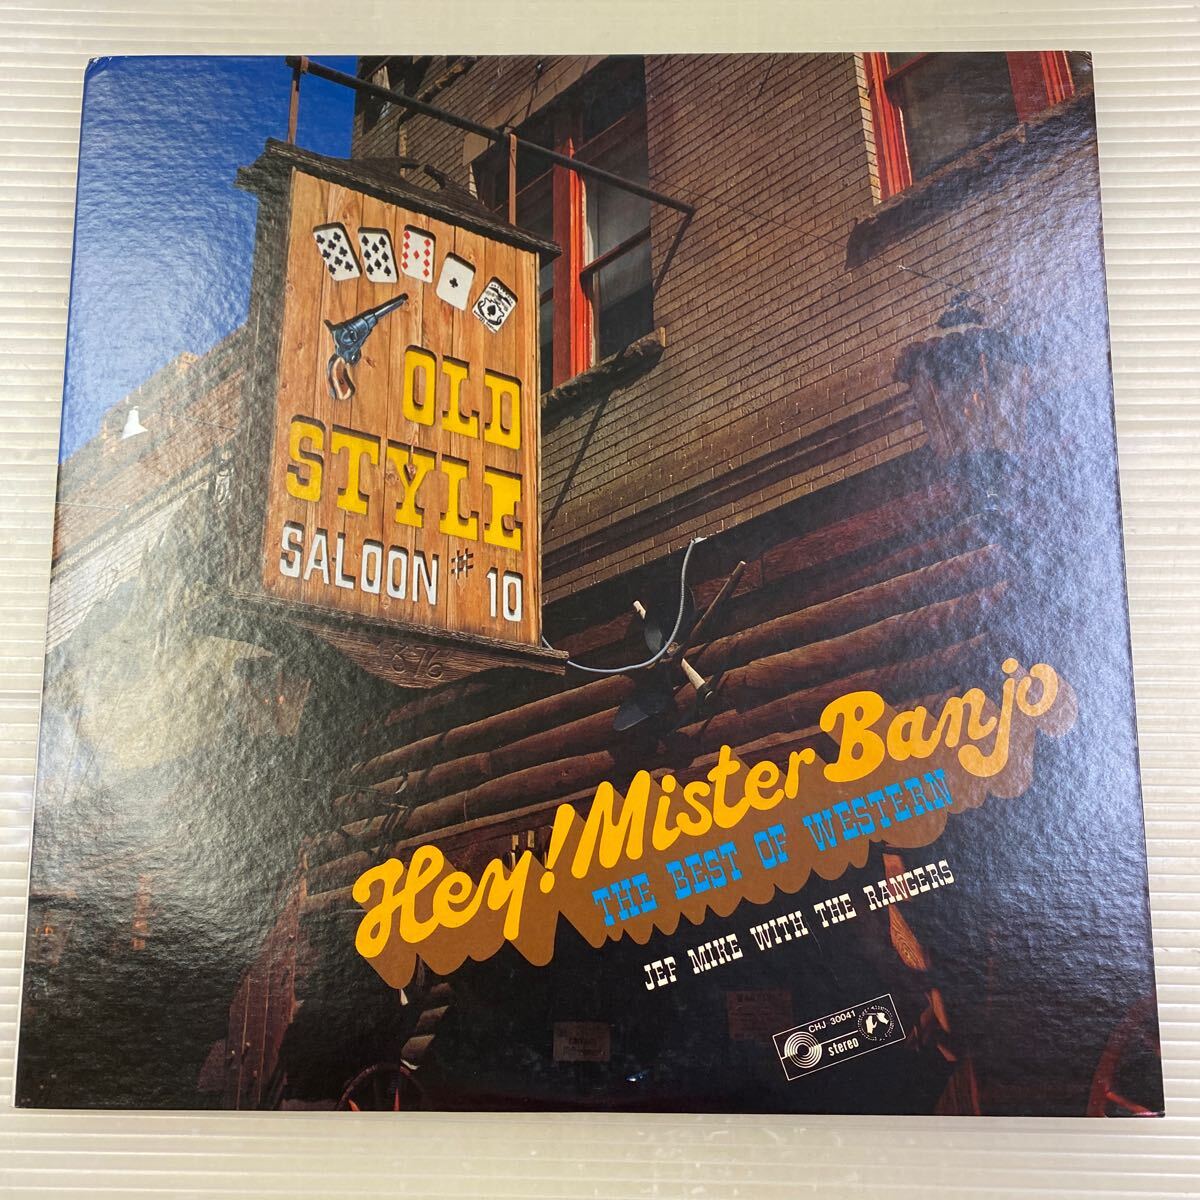 OLD
STYLE
SALOON # 10
1876
Hey! Mister Banjo
THE BEST OF WESTERN
JEF MIKE WITH THE RANGERS
CHJ 30041
stereo